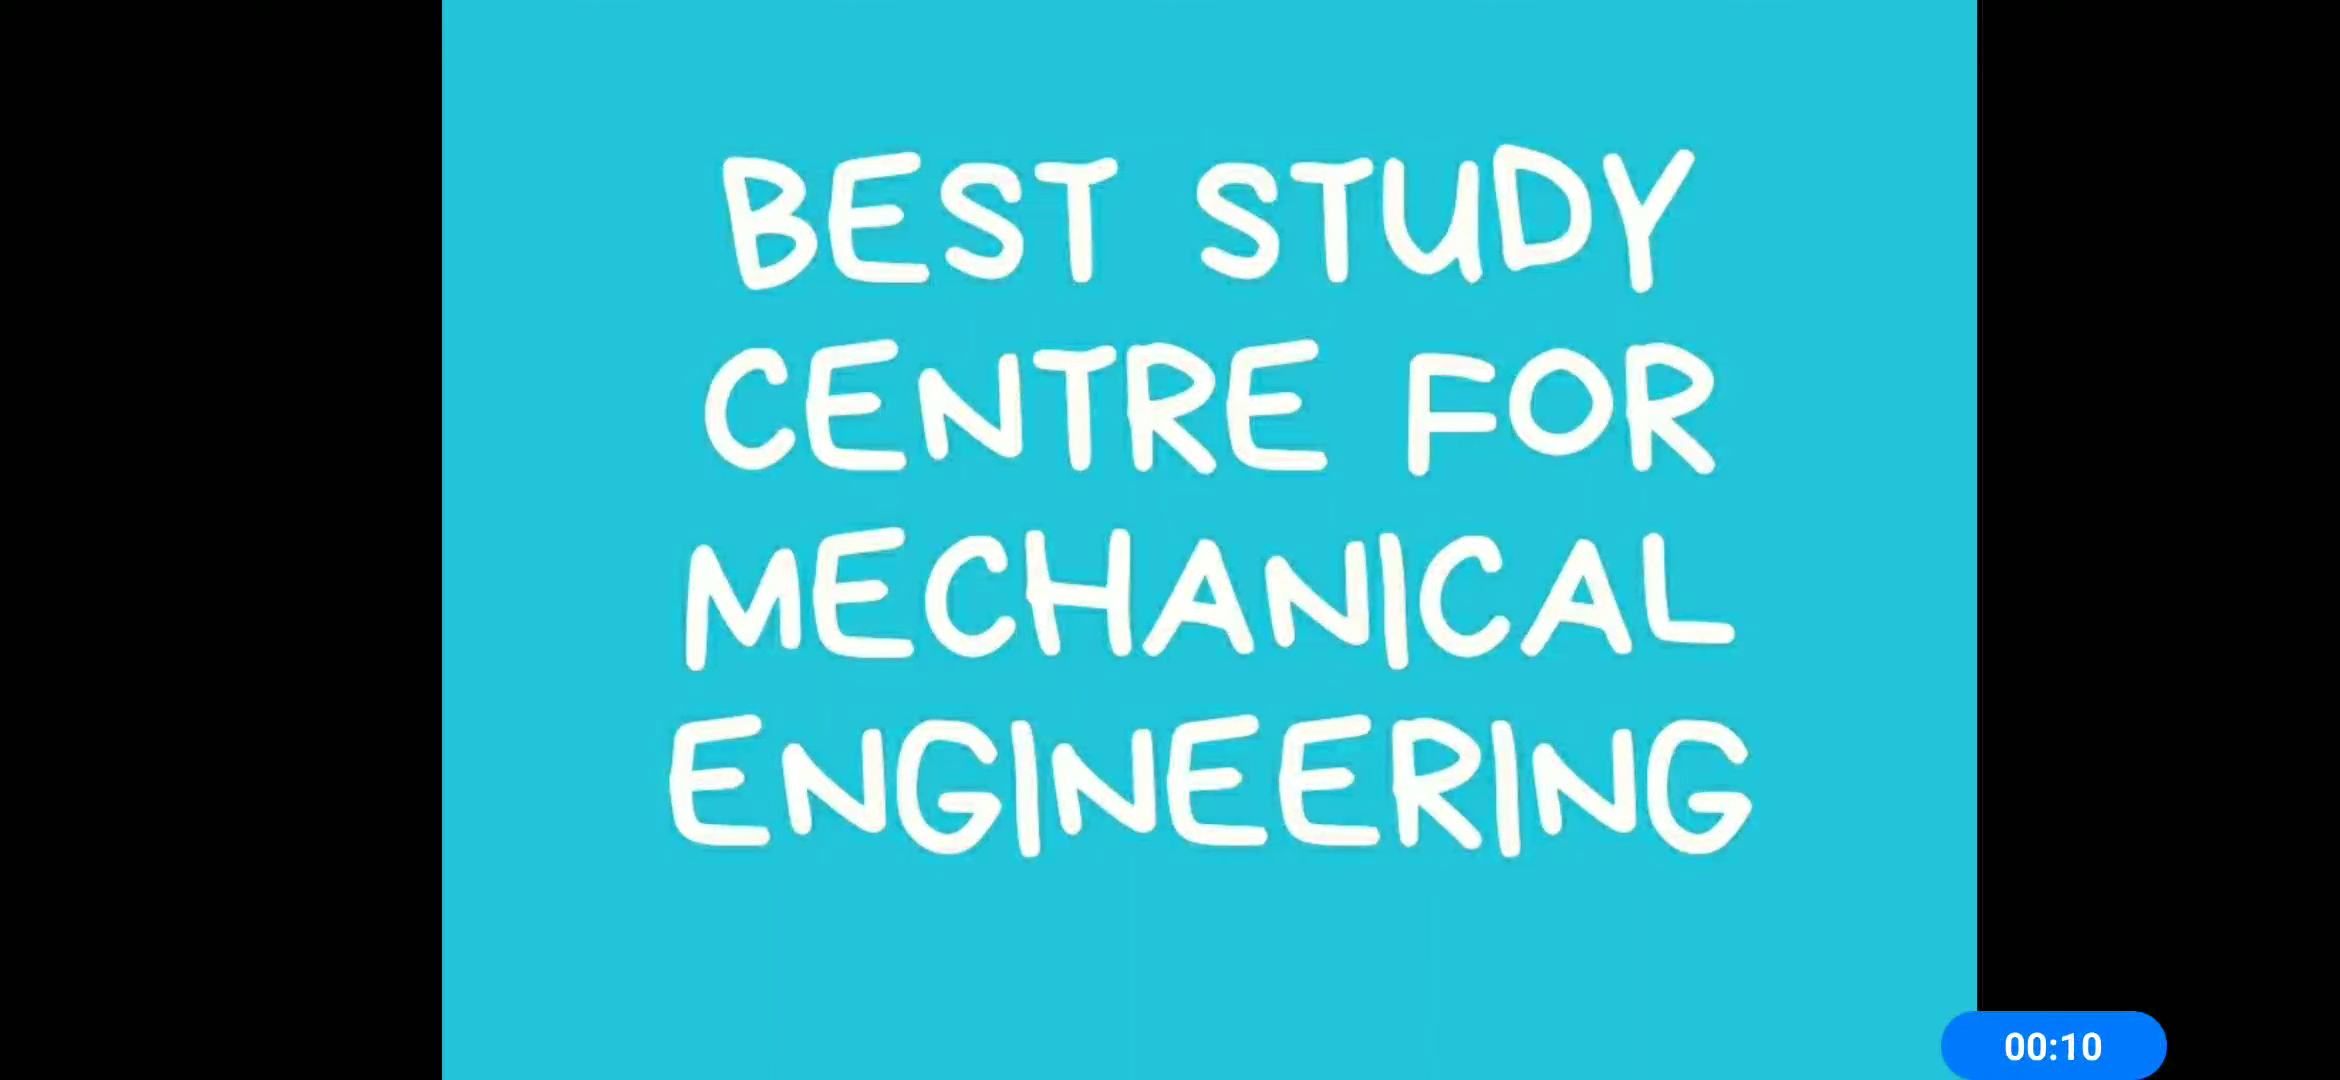 BEST STUDY
CENTRE FOR
MECHANICAL
ENGINEERING
00:10